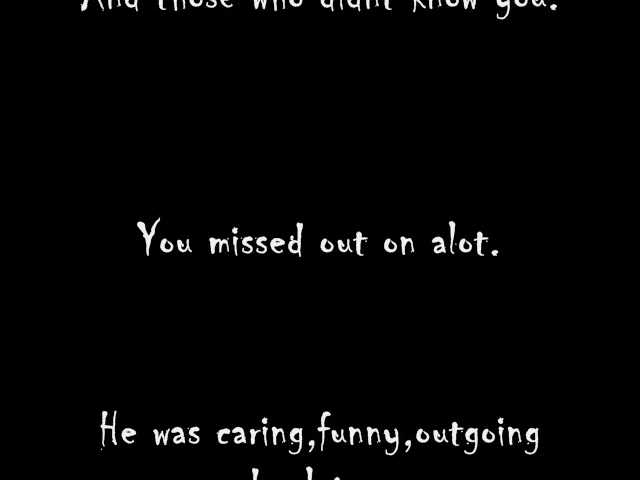 And those who didnt know you.
You missed out on alot.
He was caring,funny,outgoing